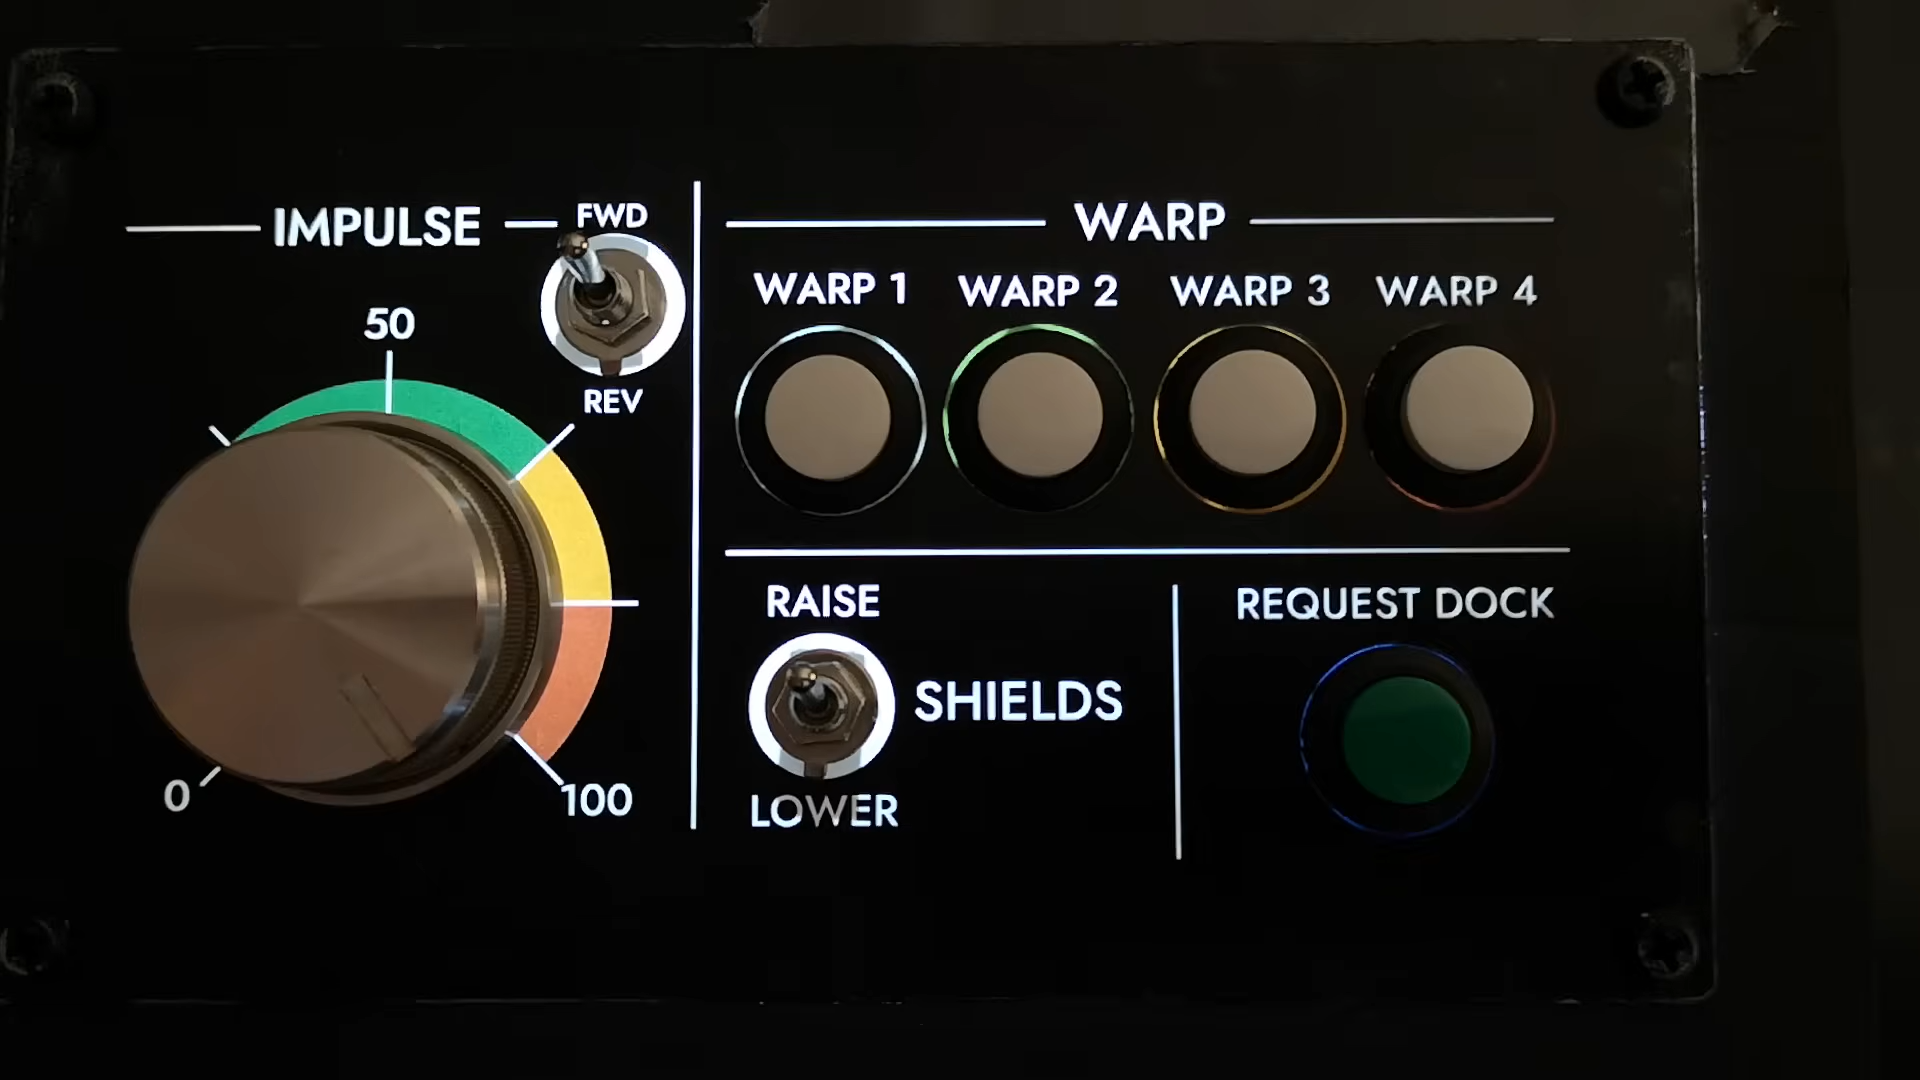 IMPULSE
FWD
REV
50
0
100
WARP
WARP 1 WARP 2 WARP 3 WARP 4
RAISE
SHIELDS
LOWER
REQUEST DOCK